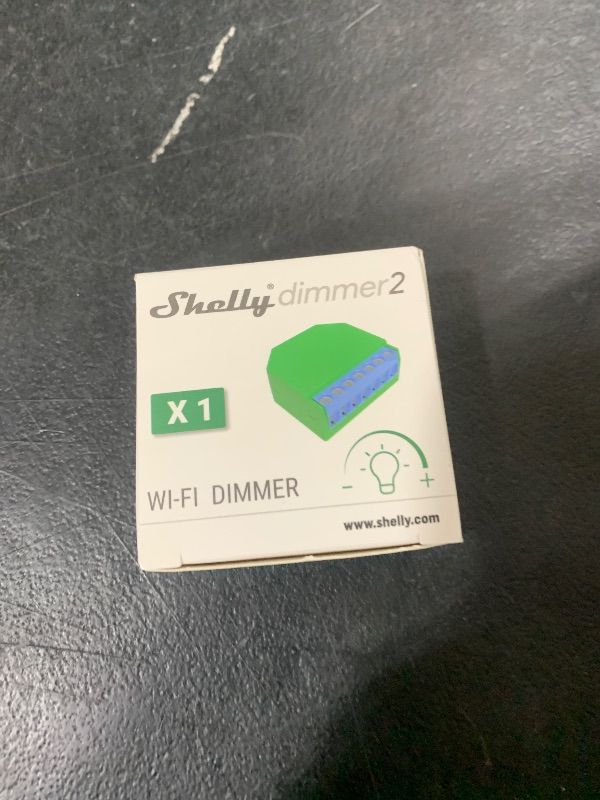 Shelly® dimmer2
X 1
WI-FI DIMMER
- +
www.shelly.com